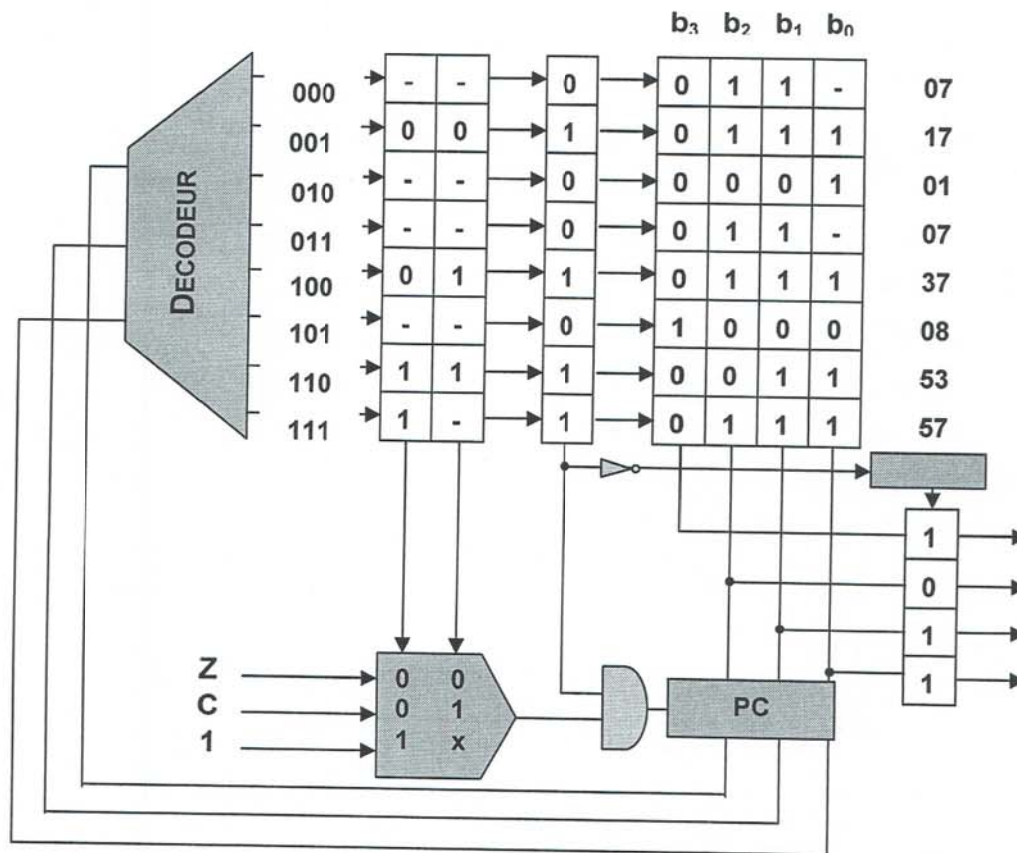 b₃ b₂ b₁ b₀
000 - - 0 0 1 1 - 07
001 0 0 1 0 1 1 1 17
010 - - 0 0 0 0 1 01
011 - - 0 0 1 1 - 07
100 0 1 1 0 1 1 1 37
101 - - 0 1 0 0 0 08
110 1 1 1 0 0 1 1 53
111 1 - 1 0 1 1 1 57
DECODEUR
1
0
1
1
Z 0 0
C 0 1
1 1 x
PC